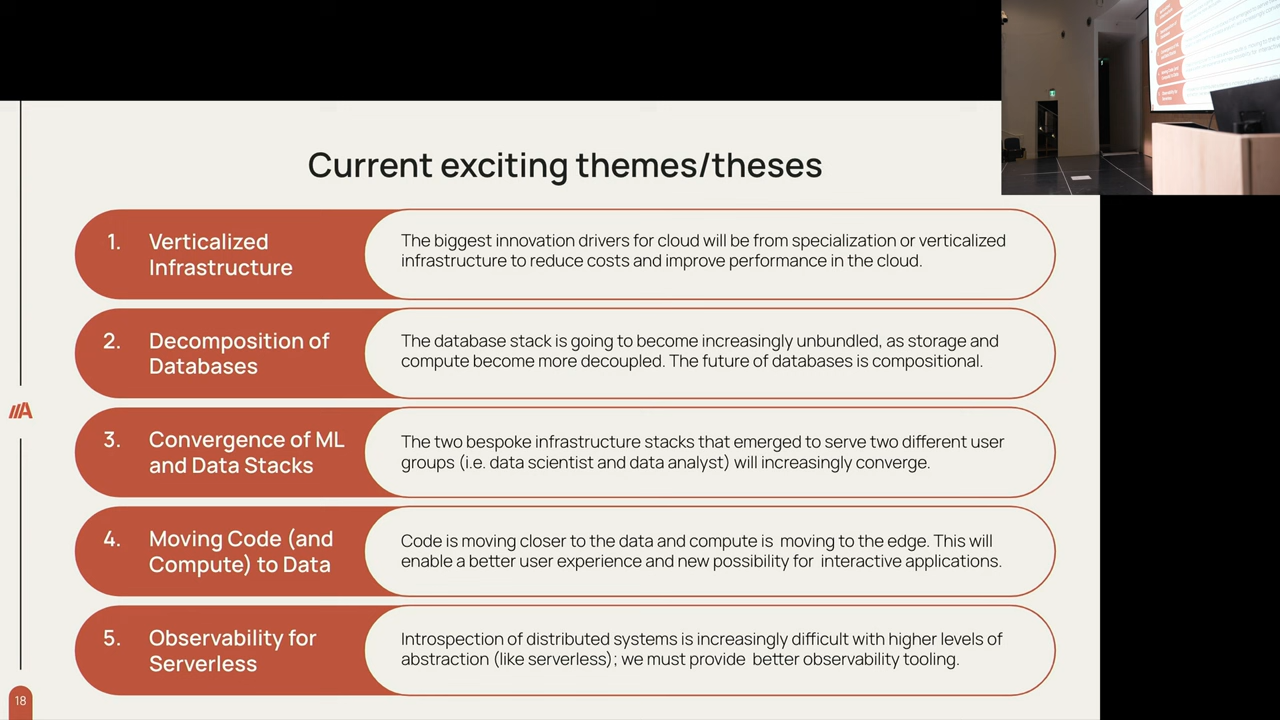 Current exciting themes/theses
1. Verticalized
Infrastructure
The biggest innovation drivers for cloud will be from specialization or verticalized
infrastructure to reduce costs and improve performance in the cloud.
2. Decomposition of
Databases
The database stack is going to become increasingly unbundled, as storage and
compute become more decoupled. The future of databases is compositional.
3. Convergence of ML
and Data Stacks
The two bespoke infrastructure stacks that emerged to serve two different user
groups (i.e. data scientist and data analyst) will increasingly converge.
4. Moving Code (and
Compute) to Data
Code is moving closer to the data and compute is moving to the edge. This will
enable a better user experience and new possibility for interactive applications.
5. Observability for
Serverless
Introspection of distributed systems is increasingly difficult with higher levels of
abstraction (like serverless); we must provide better observability tooling.
A
18